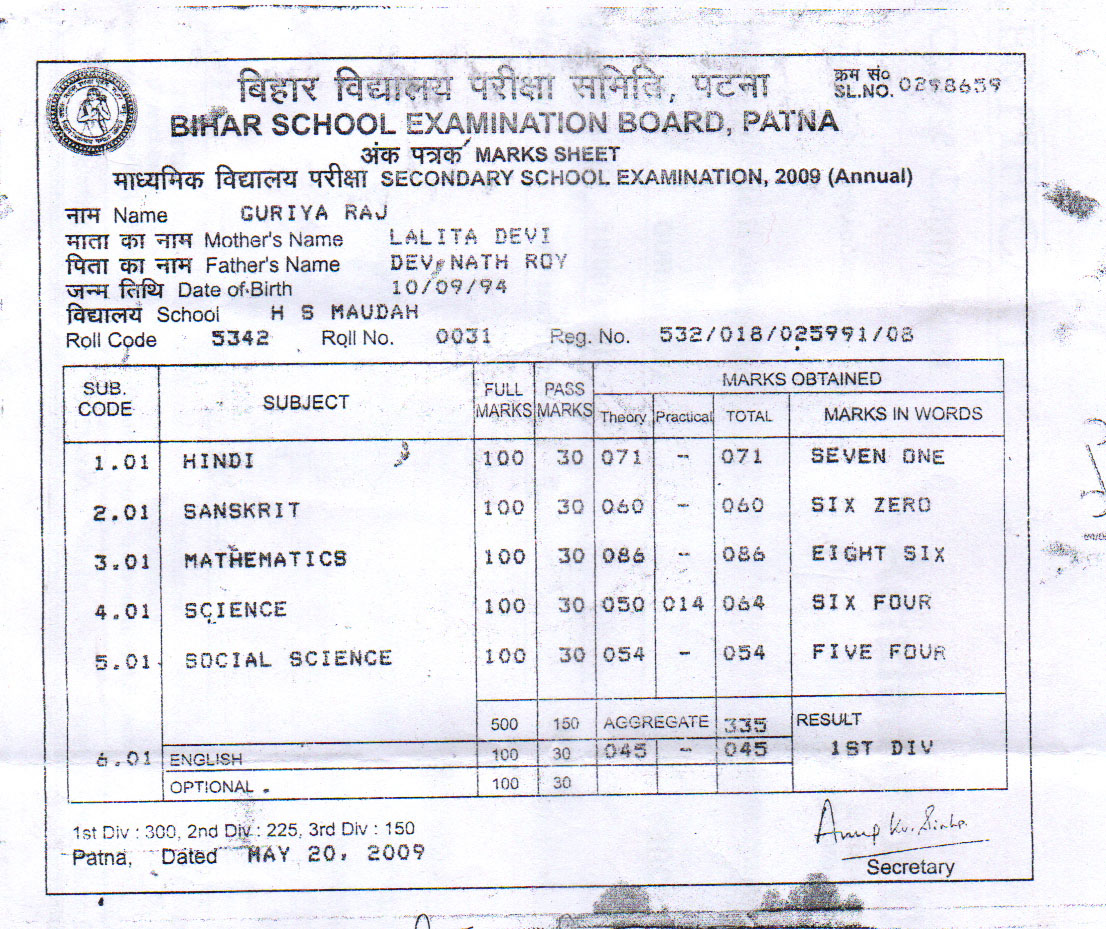 बिहार विद्यालय परीक्षा समिति, पटना
क्रम सं०
SL.NO. 0298659
BIHAR SCHOOL EXAMINATION BOARD, PATNA
अंक पत्रक MARKS SHEET
माध्यमिक विद्यालय परीक्षा SECONDARY SCHOOL EXAMINATION, 2009 (Annual)
नाम Name GURIYA RAJ
माता का नाम Mother's Name LALITA DEVI
पिता का नाम Father's Name DEV NATH ROY
जन्म तिथि Date of Birth 10/09/94
विद्यालय School H S MAUDAH
Roll Code 5342 Roll No. 0031 Reg. No. 532/018/025991/08
SUB. CODE SUBJECT FULL MARKS PASS MARKS MARKS OBTAINED
Theory Practical TOTAL MARKS IN WORDS
1.01 HINDI 100 30 071 - 071 SEVEN ONE
2.01 SANSKRIT 100 30 060 - 060 SIX ZERO
3.01 MATHEMATICS 100 30 086 - 086 EIGHT SIX
4.01 SCIENCE 100 30 050 014 064 SIX FOUR
5.01 SOCIAL SCIENCE 100 30 054 - 054 FIVE FOUR
500 150 AGGREGATE 335 RESULT
6.01 ENGLISH 100 30 045 - 045 1ST DIV
OPTIONAL 100 30
1st Div : 300, 2nd Div : 225, 3rd Div : 150
Patna, Dated MAY 20, 2009
Anup Kr. Sinha
Secretary